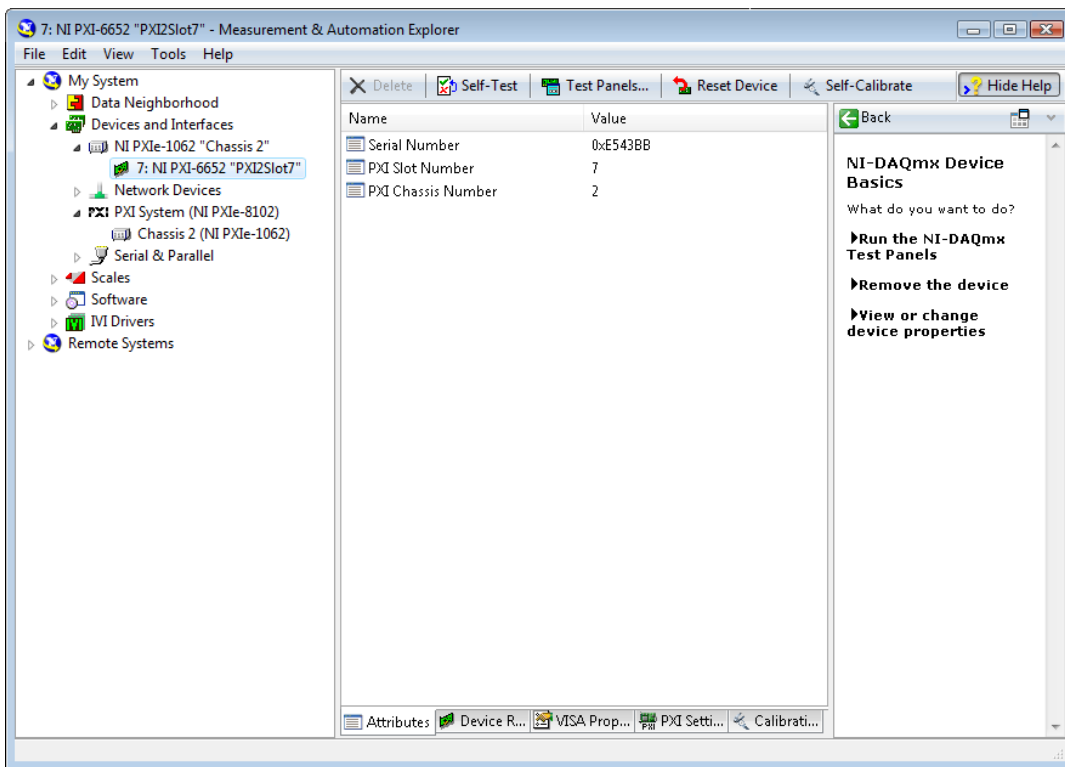 7: NI PXI-6652 "PXI2Slot7" - Measurement & Automation Explorer
File Edit View Tools Help
My System
Data Neighborhood
Devices and Interfaces
NI PXIe-1062 "Chassis 2"
7: NI PXI-6652 "PXI2Slot7"
Network Devices
PXI PXI System (NI PXIe-8102)
Chassis 2 (NI PXIe-1062)
Serial & Parallel
Scales
Software
IVI Drivers
Remote Systems
Delete Self-Test Test Panels... Reset Device Self-Calibrate Hide Help
Name Value
Serial Number 0xE543BB
PXI Slot Number 7
PXI Chassis Number 2
Attributes Device R... VISA Prop... PXI Setti... Calibrati...
Back
NI-DAQmx Device
Basics
What do you want to do?
Run the NI-DAQmx
Test Panels
Remove the device
View or change
device properties